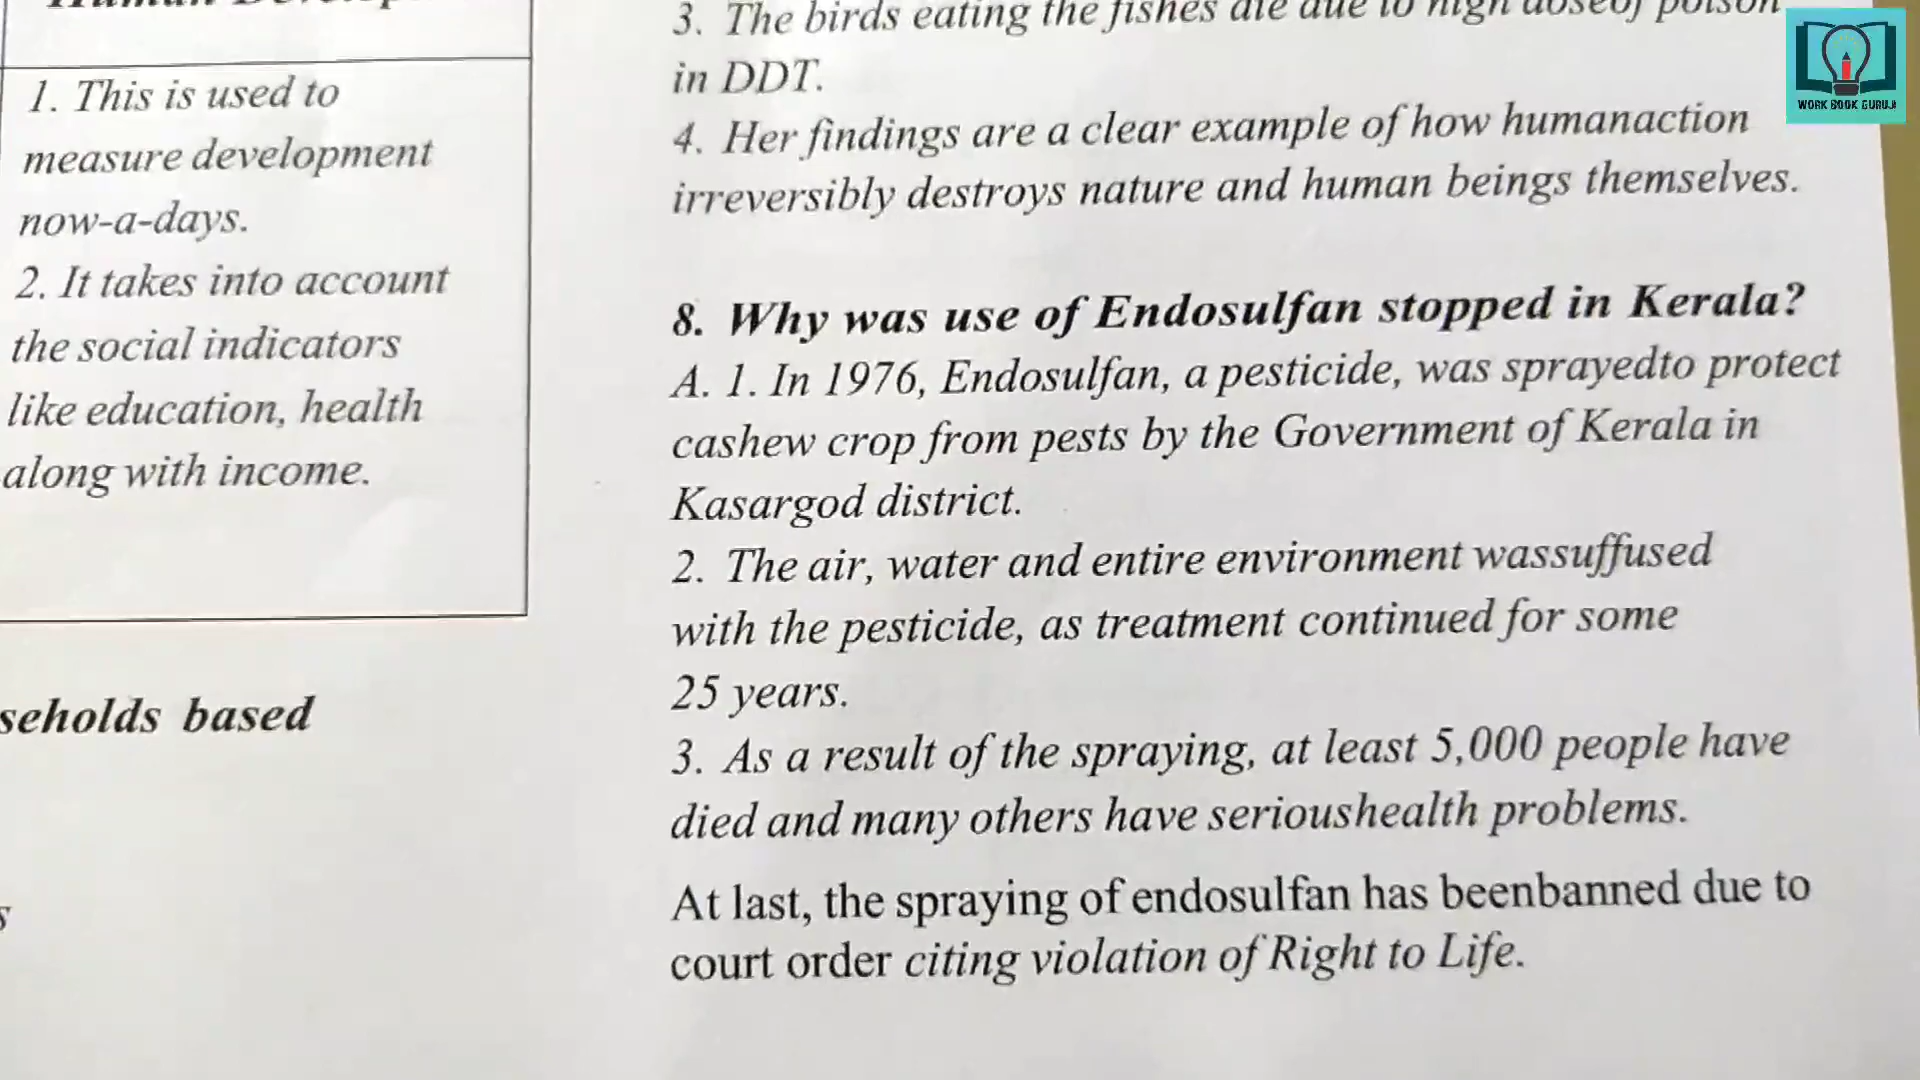 1. This is used to
measure development
now-a-days.
2. It takes into account
the social indicators
like education, health
along with income.
seholds based
3. The birds eating the fishes die due to high doseof poison
in DDT.
4. Her findings are a clear example of how humanaction
irreversibly destroys nature and human beings themselves.
8. Why was use of Endosulfan stopped in Kerala?
A. 1. In 1976, Endosulfan, a pesticide, was sprayedto protect
cashew crop from pests by the Government of Kerala in
Kasargod district.
2. The air, water and entire environment wassuffused
with the pesticide, as treatment continued for some
25 years.
3. As a result of the spraying, at least 5,000 people have
died and many others have serioushealth problems.
At last, the spraying of endosulfan has beenbanned due to
court order citing violation of Right to Life.
WORK BOOK GURUJI